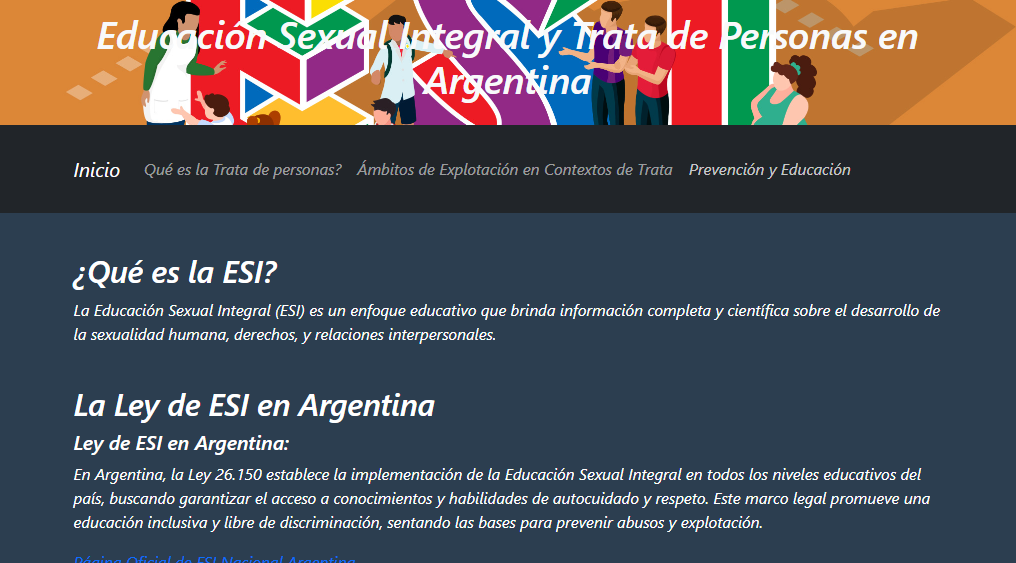 Educación Sexual Integral y Trata de Personas en
Argentina
Inicio Qué es la Trata de personas? Ámbitos de Explotación en Contextos de Trata Prevención y Educación
¿Qué es la ESI?
La Educación Sexual Integral (ESI) es un enfoque educativo que brinda información completa y científica sobre el desarrollo de
la sexualidad humana, derechos, y relaciones interpersonales.
La Ley de ESI en Argentina
Ley de ESI en Argentina:
En Argentina, la Ley 26.150 establece la implementación de la Educación Sexual Integral en todos los niveles educativos del
país, buscando garantizar el acceso a conocimientos y habilidades de autocuidado y respeto. Este marco legal promueve una
educación inclusiva y libre de discriminación, sentando las bases para prevenir abusos y explotación.
Página Oficial de ESI Nacional Argentina